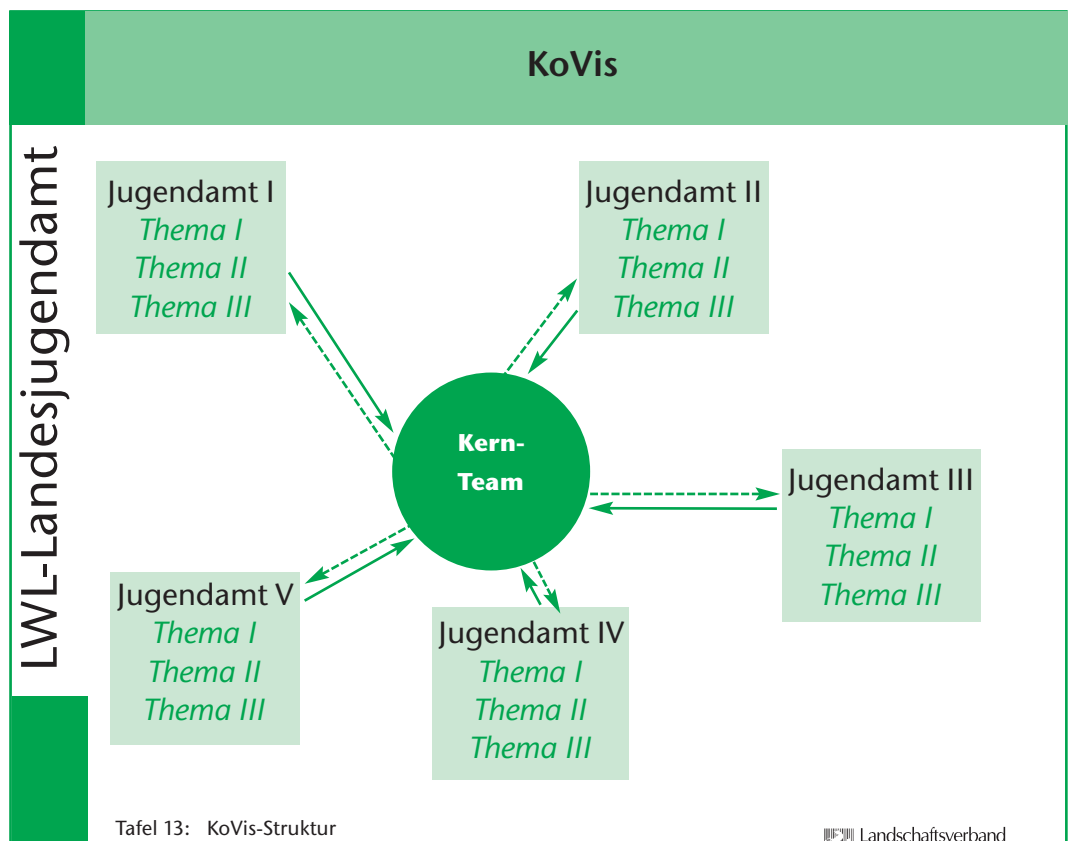 KoVis
LWL-Landesjugendamt
Jugendamt I
Thema I
Thema II
Thema III
Jugendamt II
Thema I
Thema II
Thema III
Kern-
Team
Jugendamt III
Thema I
Thema II
Thema III
Jugendamt V
Thema I
Thema II
Thema III
Jugendamt IV
Thema I
Thema II
Thema III
Tafel 13: KoVis-Struktur
Landschaftsverband